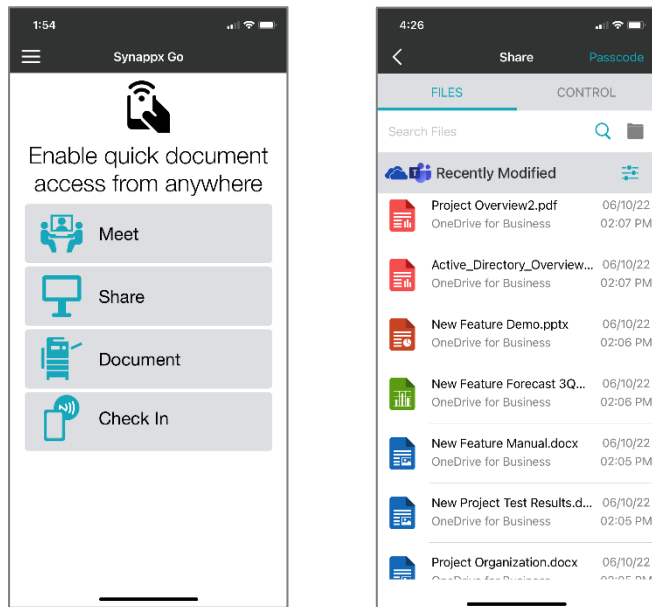 1:54
Synappx Go
Enable quick document
access from anywhere
Meet
Share
Document
Check In
4:26
Share
Passcode
FILES
CONTROL
Search Files
Recently Modified
Project Overview2.pdf
06/10/22
OneDrive for Business
02:07 PM
Active_Directory_Overview...
06/10/22
OneDrive for Business
02:07 PM
New Feature Demo.pptx
06/10/22
OneDrive for Business
02:06 PM
New Feature Forecast 3Q...
06/10/22
OneDrive for Business
02:06 PM
New Feature Manual.docx
06/10/22
OneDrive for Business
02:05 PM
New Project Test Results.d...
06/10/22
OneDrive for Business
02:05 PM
Project Organization.docx
06/10/22